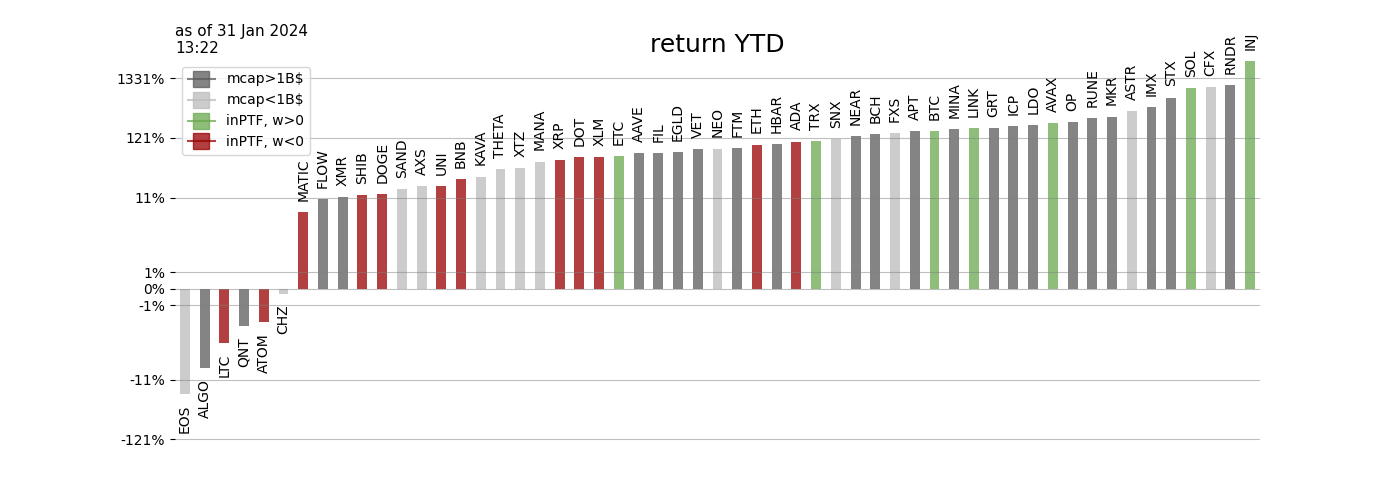 as of 31 Jan 2024
13:22
return YTD
mcap>1B$
mcap<1B$
inPTF, w>0
inPTF, w<0
1331%
121%
11%
1%
0%
-1%
-11%
-121%
EOS
ALGO
LTC
QNT
ATOM
CHZ
MATIC
FLOW
XMR
SHIB
DOGE
SAND
AXS
UNI
BNB
KAVA
THETA
XTZ
MANA
XRP
DOT
XLM
ETC
AAVE
FIL
EGLD
VET
NEO
FTM
ETH
HBAR
ADA
TRX
SNX
NEAR
BCH
FXS
APT
BTC
MINA
LINK
GRT
ICP
LDO
AVAX
OP
RUNE
MKR
ASTR
IMX
STX
SOL
CFX
RNDR
INJ